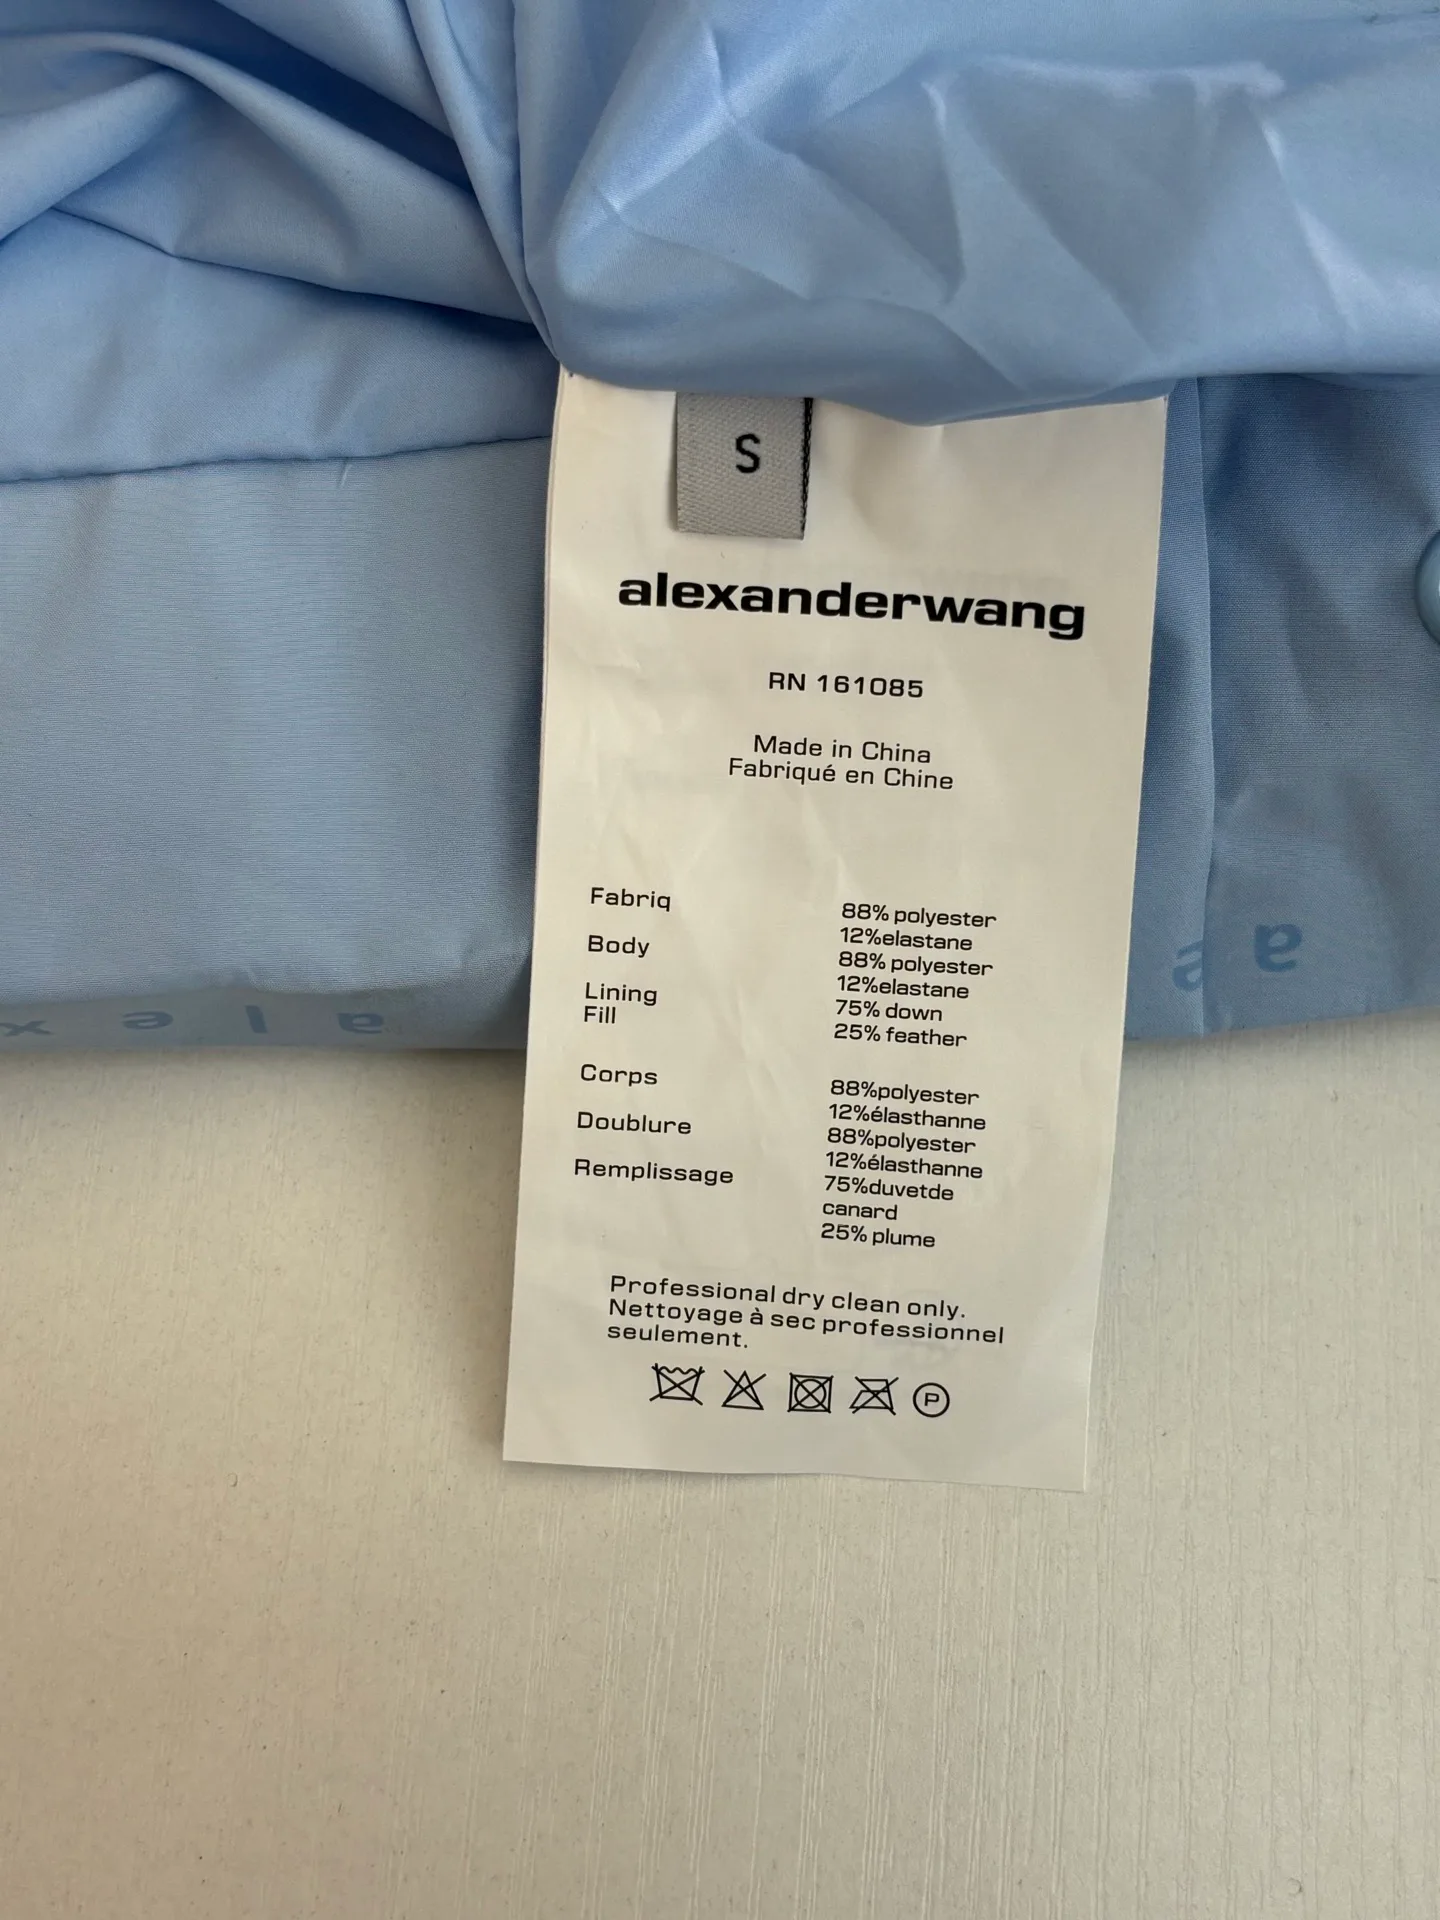 S
alexanderwang
RN 161085
Made in China
Fabriqué en Chine
Fabriq 88% polyester
12%elastane
Body 88% polyester
12%elastane
Lining 75% down
Fill 25% feather
Corps 88%polyester
12%élasthanne
Doublure 88%polyester
12%élasthanne
Remplissage 75%duvetde
canard
25% plume
Professional dry clean only.
Nettoyage à sec professionnel
seulement.
P
a l e x
a e